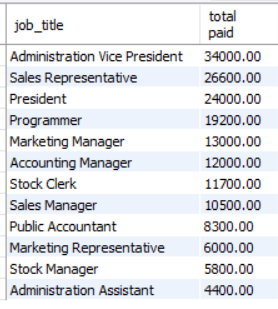 job_title total paid
Administration Vice President 34000.00
Sales Representative 26600.00
President 24000.00
Programmer 19200.00
Marketing Manager 13000.00
Accounting Manager 12000.00
Stock Clerk 11700.00
Sales Manager 10500.00
Public Accountant 8300.00
Marketing Representative 6000.00
Stock Manager 5800.00
Administration Assistant 4400.00